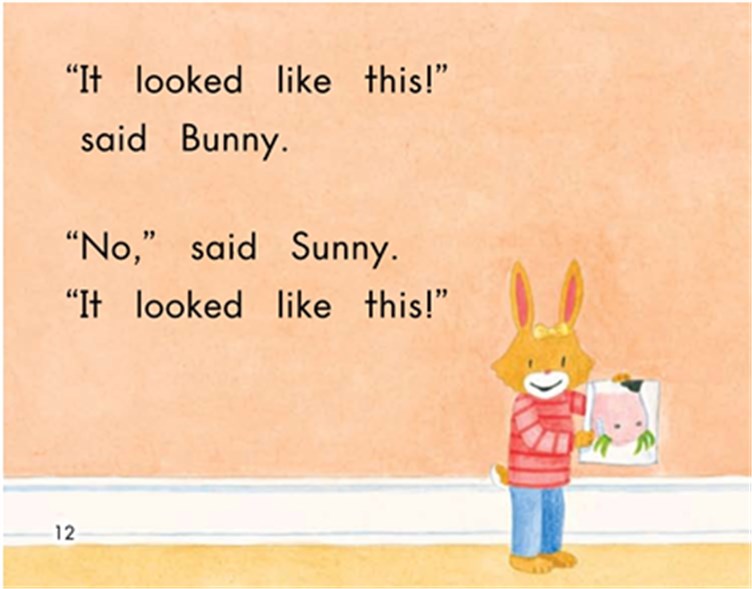 “It looked like this!”
said Bunny.
“No,” said Sunny.
“It looked like this!”
12